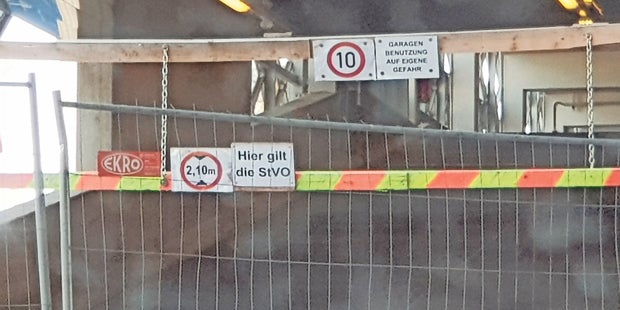 10
GARAGEN
BENUTZUNG
AUF EIGENE
GEFAHR
EKRO
2,10m
Hier gilt
die StVO